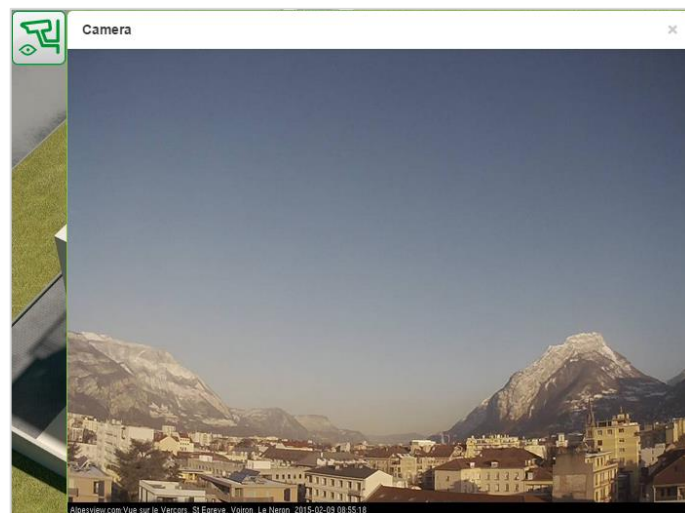 Camera
Alpesview.com:Vue sur le Vercors, St Egreve, Voiron, Le Neron 2015-02-09 08:55:18